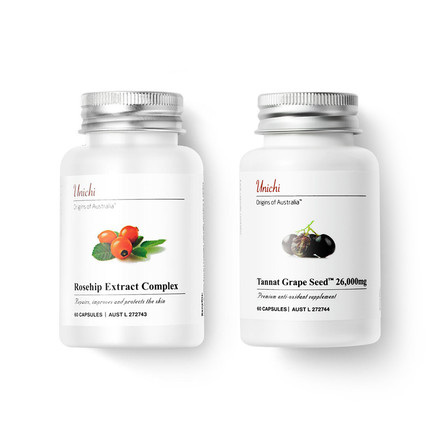 Unichi
Origins of Australia™
Rosehip Extract Complex
Repairs, improves and protects the skin
60 CAPSULES | AUST L 272743
Unichi
Origins of Australia™
Tannat Grape Seed™ 26,000mg
Premium anti oxidant supplement
60 CAPSULES | AUST L 272744